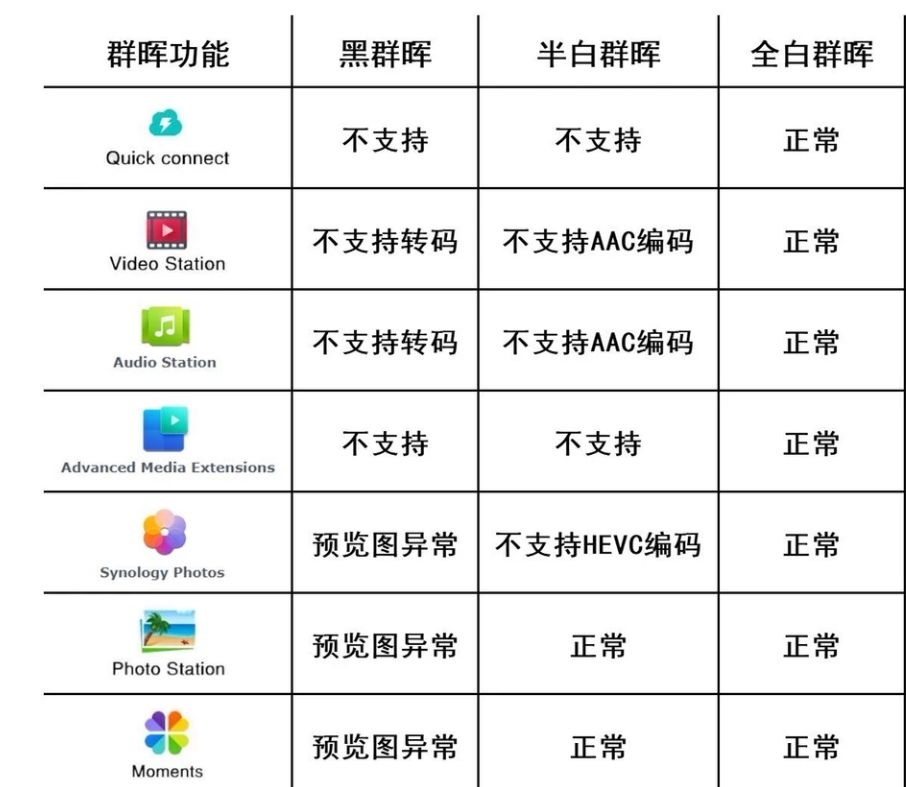 群晖功能 黑群晖 半白群晖 全白群晖
Quick connect 不支持 不支持 正常
Video Station 不支持转码 不支持AAC编码 正常
Audio Station 不支持转码 不支持AAC编码 正常
Advanced Media Extensions 不支持 不支持 正常
Synology Photos 预览图异常 不支持HEVC编码 正常
Photo Station 预览图异常 正常 正常
Moments 预览图异常 正常 正常